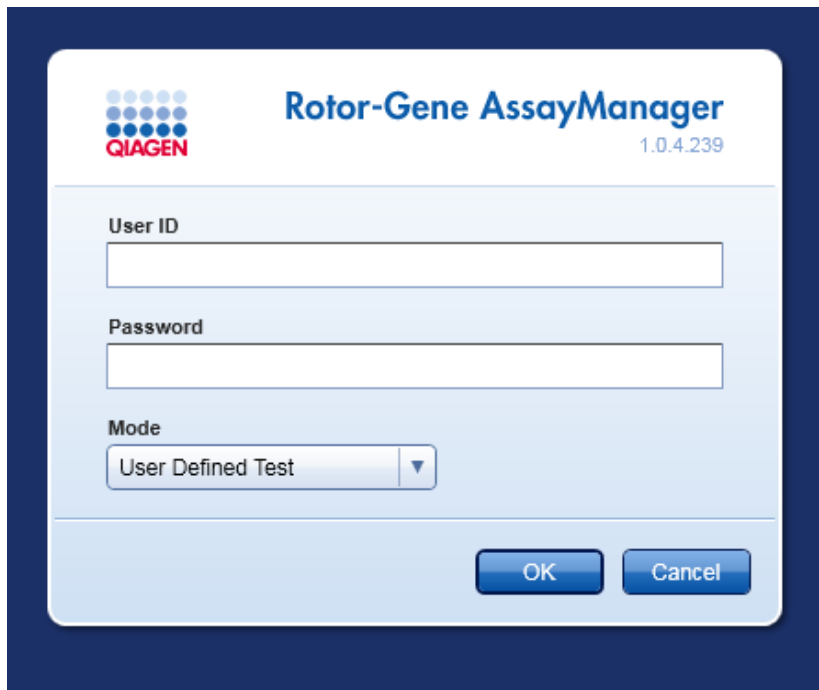 QIAGEN
Rotor-Gene AssayManager
1.0.4.239
User ID
Password
Mode
User Defined Test
OK Cancel